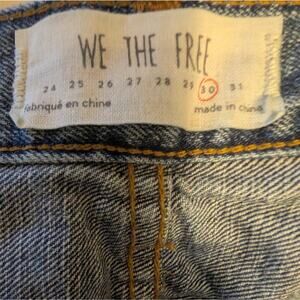 WE THE FREE
24 25 26 27 28 29 30 31
fabriqué en chine made in china